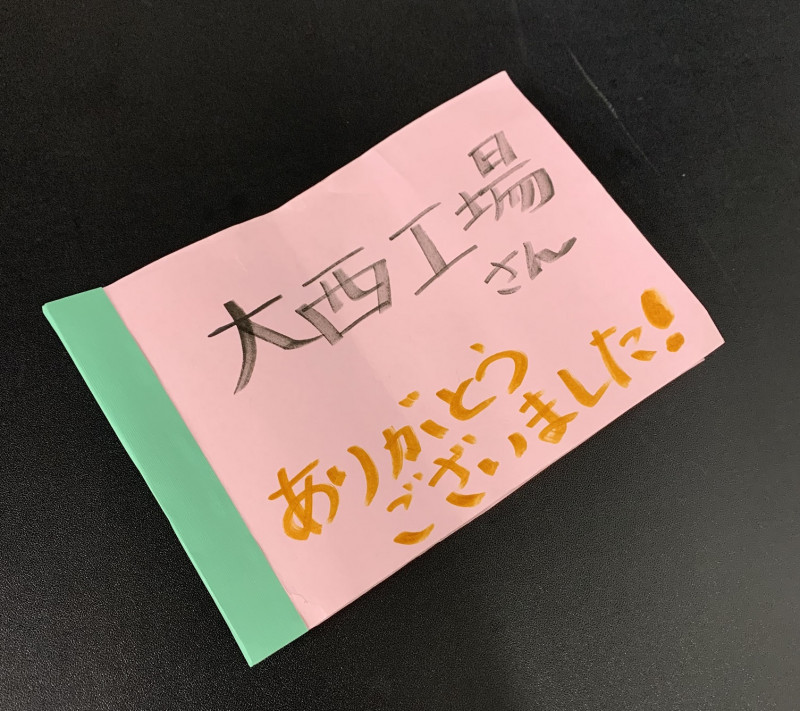 大西工場
さん
ありがとう
ございました!